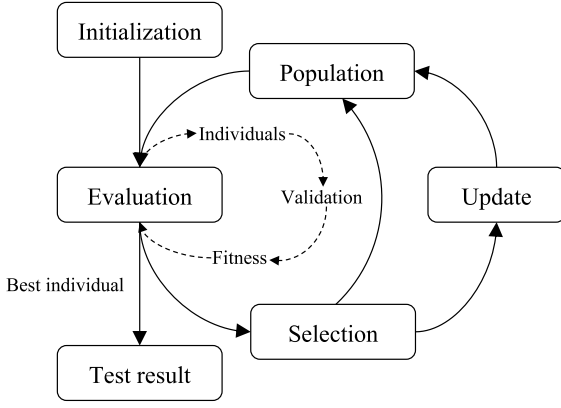 Initialization
Population
Individuals
Evaluation
Validation
Update
Fitness
Best individual
Selection
Test result